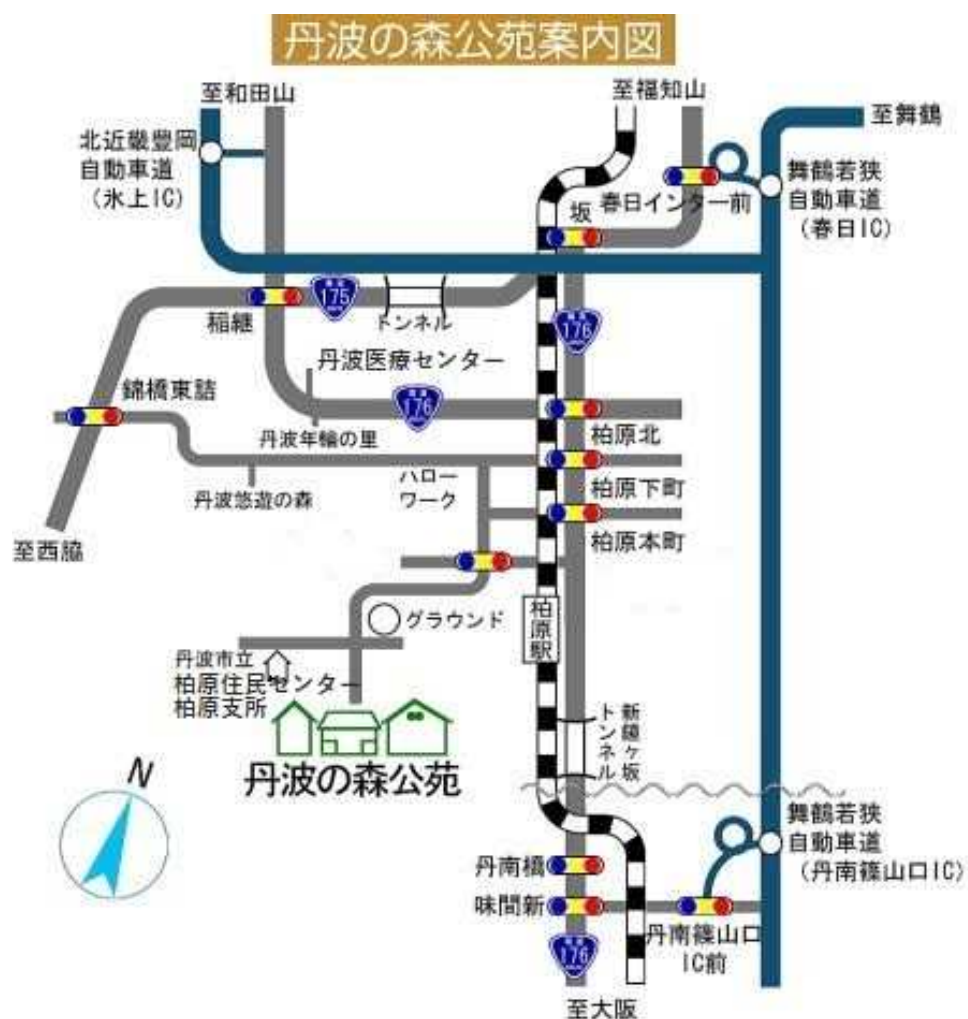 丹波の森公苑案内図
至和田山
至福知山
至舞鶴
北近畿豊岡
自動車道
(氷上IC)
舞鶴若狭
自動車道
(春日IC)
春日インター前
坂
稲継
175
トンネル
176
丹波医療センター
錦橋東詰
176
丹波年輪の里
柏原北
ハロー
ワーク
丹波悠遊の森
柏原下町
柏原本町
至西脇
柏原駅
グラウンド
丹波市立
柏原住民センター
柏原支所
新鐘ヶ坂
トンネル
丹波の森公苑
N
舞鶴若狭
自動車道
(丹南篠山口IC)
丹南橋
味間新
丹南篠山口
IC前
176
至大阪